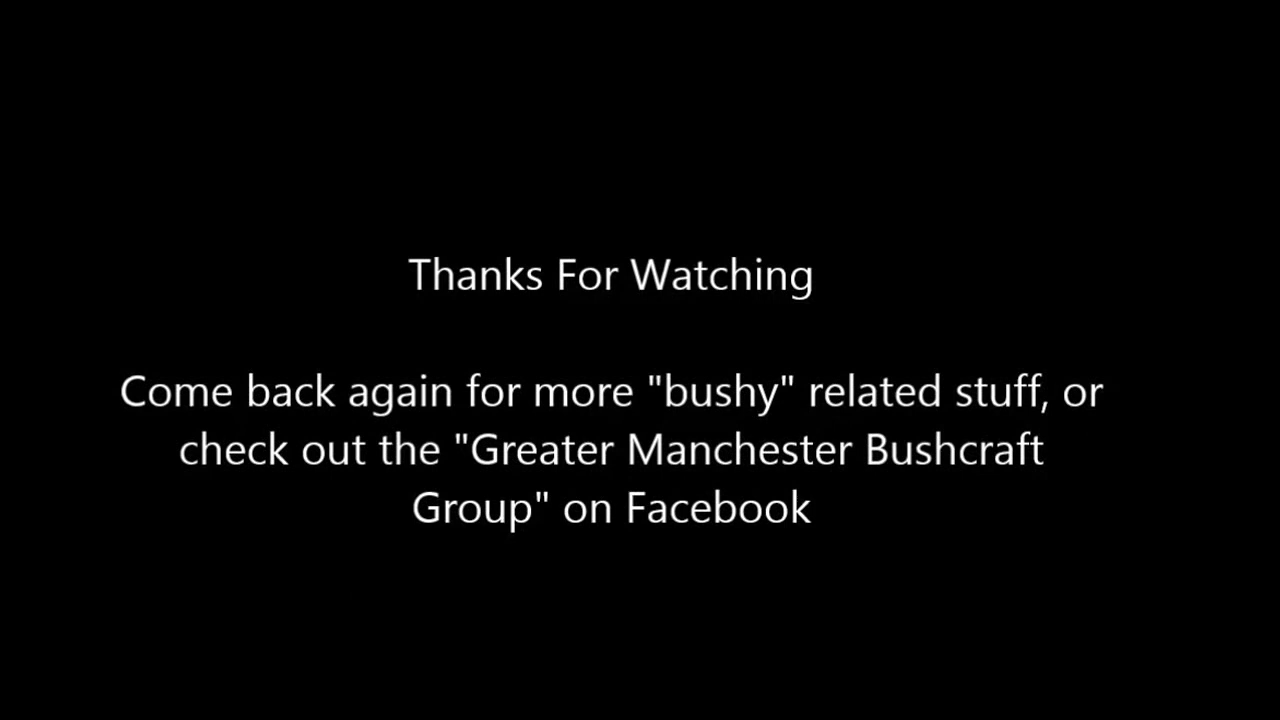 Thanks For Watching
Come back again for more "bushy" related stuff, or
check out the "Greater Manchester Bushcraft
Group" on Facebook